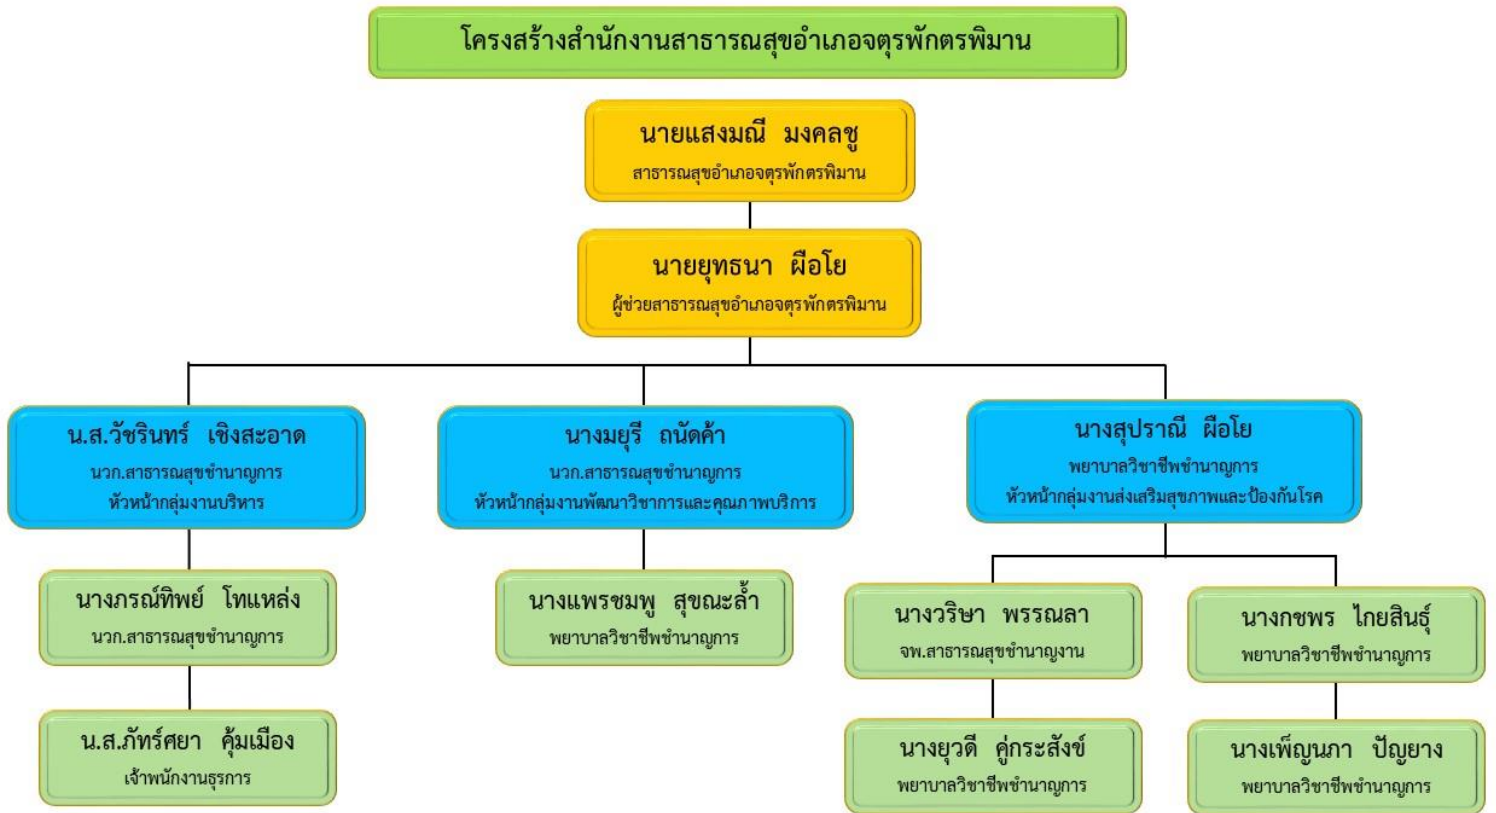 โครงสร้างสำนักงานสาธารณสุขอำเภอจตุรพักตรพิมาน
นายแสงมณี มงคลชู
สาธารณสุขอำเภอจตุรพักตรพิมาน
นายยุทธนา ผือโย
ผู้ช่วยสาธารณสุขอำเภอจตุรพักตรพิมาน
น.ส.วัชรินทร์ เชิงสะอาด
นวก.สาธารณสุขชำนาญการ
หัวหน้ากลุ่มงานบริหาร
นางมยุรี ถนัดค้า
นวก.สาธารณสุขชำนาญการ
หัวหน้ากลุ่มงานพัฒนาวิชาการและคุณภาพบริการ
นางสุปราณี ผือโย
พยาบาลวิชาชีพชำนาญการ
หัวหน้ากลุ่มงานส่งเสริมสุขภาพและป้องกันโรค
นางภรณ์ทิพย์ โทแหล่ง
นวก.สาธารณสุขชำนาญการ
นางแพรชมพู สุขณะล้ำ
พยาบาลวิชาชีพชำนาญการ
นางวริษา พรรณลา
จพ.สาธารณสุขชำนาญงาน
นางกชพร ไกยสินธุ์
พยาบาลวิชาชีพชำนาญการ
น.ส.ภัทร์ศยา คุ้มเมือง
เจ้าพนักงานธุรการ
นางยุวดี คู่กระสังข์
พยาบาลวิชาชีพชำนาญการ
นางเพ็ญนภา ปัญยาง
พยาบาลวิชาชีพชำนาญการ